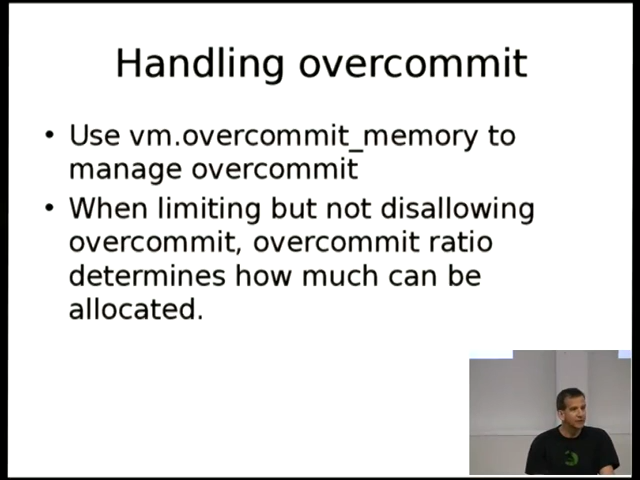 Handling overcommit
• Use vm.overcommit_memory to
manage overcommit
• When limiting but not disallowing
overcommit, overcommit ratio
determines how much can be
allocated.